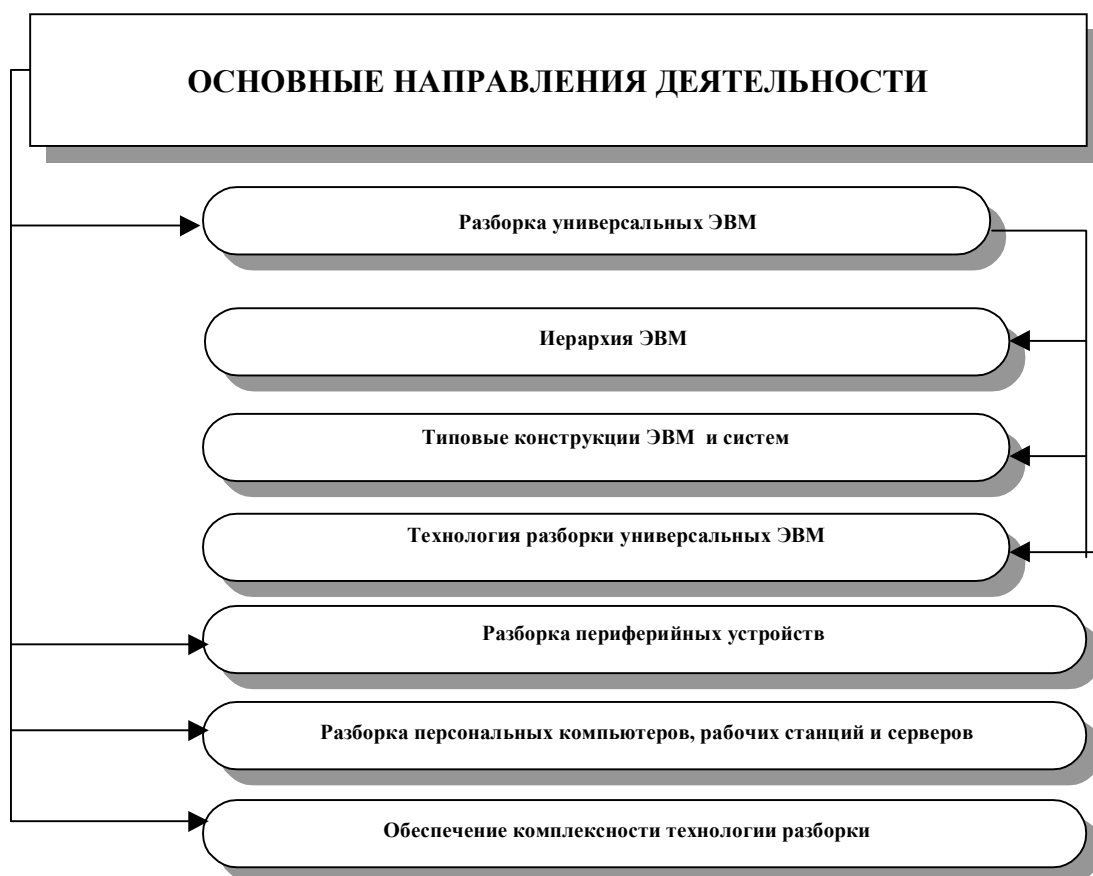 ОСНОВНЫЕ НАПРАВЛЕНИЯ ДЕЯТЕЛЬНОСТИ
Разборка универсальных ЭВМ
Иерархия ЭВМ
Типовые конструкции ЭВМ и систем
Технология разборки универсальных ЭВМ
Разборка периферийных устройств
Разборка персональных компьютеров, рабочих станций и серверов
Обеспечение комплексности технологии разборки